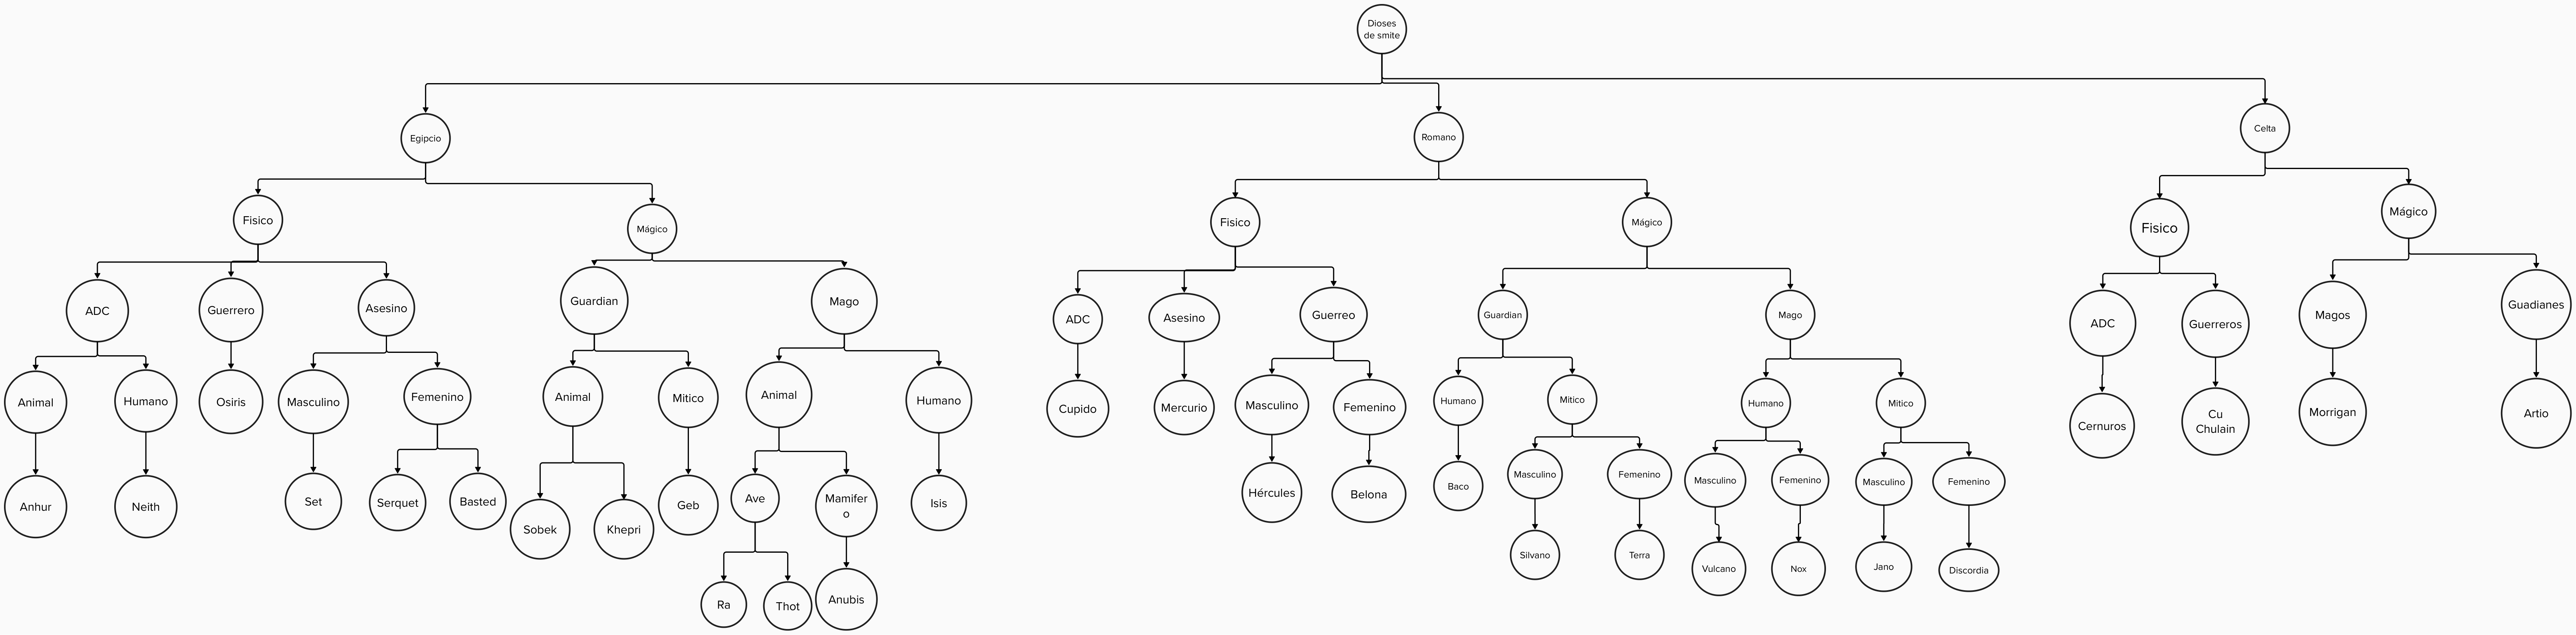 Dioses
de smite
Egipcio
Romano
Celta
Fisico
Mágico
Fisico
Mágico
Fisico
Mágico
ADC
Guerrero
Asesino
Guardian
Mago
ADC
Asesino
Guerreo
Guardian
Mago
ADC
Guerreros
Magos
Guadianes
Animal
Humano
Osiris
Masculino
Femenino
Animal
Mitico
Animal
Humano
Cupido
Mercurio
Masculino
Femenino
Humano
Mitico
Humano
Mitico
Cernuros
Cu
Chulain
Morrigan
Artio
Anhur
Neith
Set
Serquet
Basted
Sobek
Khepri
Geb
Ave
Mamifer
o
Isis
Hércules
Belona
Baco
Masculino
Femenino
Masculino
Femenino
Masculino
Femenino
Ra
Thot
Anubis
Silvano
Terra
Vulcano
Nox
Jano
Discordia